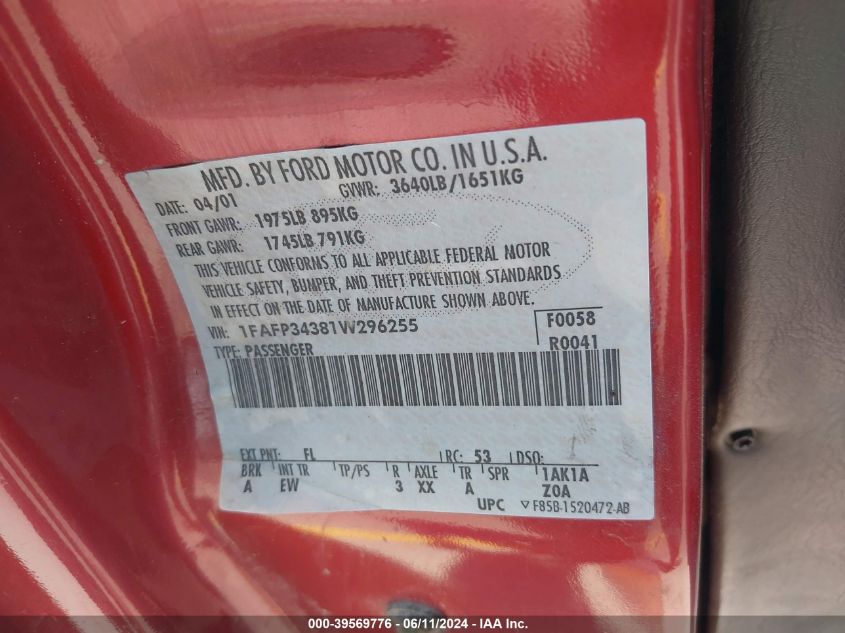 MFD. BY FORD MOTOR CO. IN U.S.A.
DATE: 04/01 GVWR: 3640LB/1651KG
FRONT GAWR: 1975LB 895KG
REAR GAWR: 1745LB 791KG
THIS VEHICLE CONFORMS TO ALL APPLICABLE FEDERAL MOTOR
VEHICLE SAFETY, BUMPER, AND THEFT PREVENTION STANDARDS
IN EFFECT ON THE DATE OF MANUFACTURE SHOWN ABOVE.
VIN: 1FAFP34381W296255 F0058
TYPE: PASSENGER R0041
EXT PNT: FL RC: 53 DSO:
BRK INT TR TP/PS R AXLE TR SPR 1AK1A
A EW 3 XX A Z0A
UPC F85B-1520472-AB
000-39569776 - 06/11/2024 - IAA Inc.